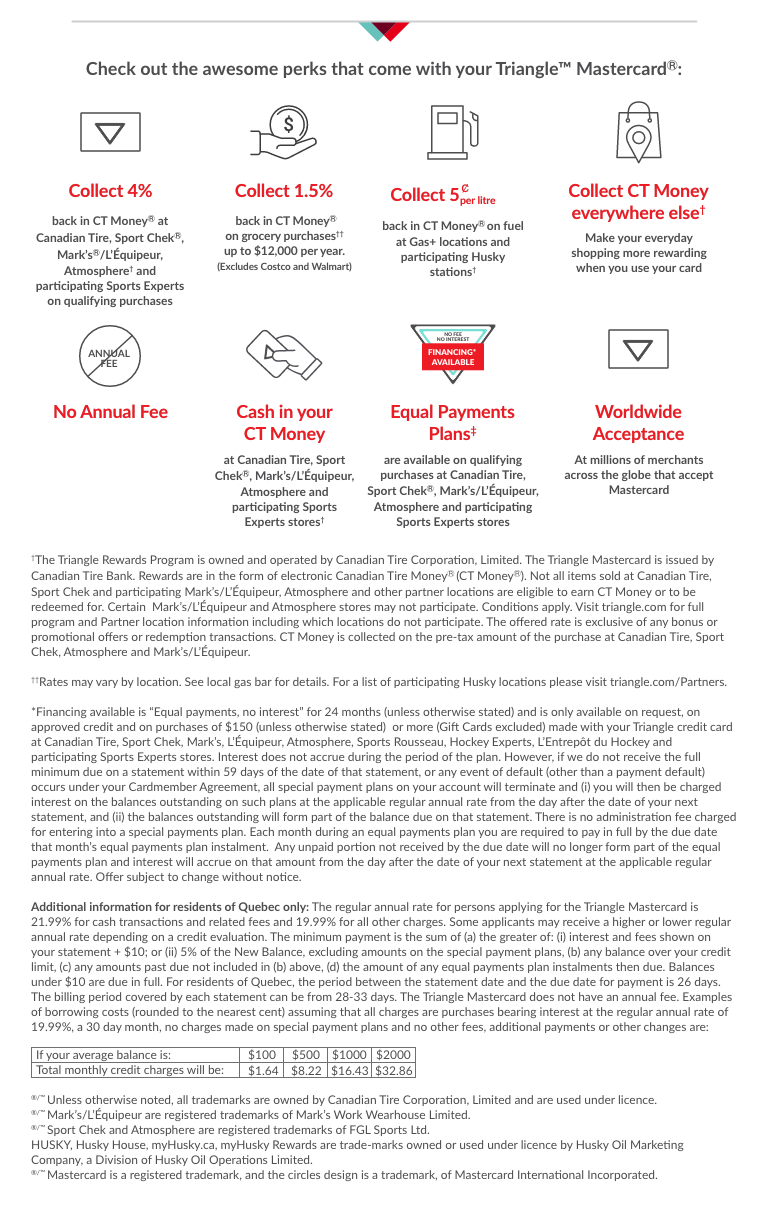 Check out the awesome perks that come with your Triangle™ Mastercard®:
$
Collect 4%
back in CT Money® at
Canadian Tire, Sport Chek®,
Mark's®/L'Équipeur,
Atmosphere† and
participating Sports Experts
on qualifying purchases
Collect 1.5%
back in CT Money®
on grocery purchases††
up to $12,000 per year.
(Excludes Costco and Walmart)
Collect 5₵ per litre
back in CT Money® on fuel
at Gas+ locations and
participating Husky
stations†
Collect CT Money
everywhere else†
Make your everyday
shopping more rewarding
when you use your card
ANNUAL
FEE
No Annual Fee
Cash in your
CT Money
at Canadian Tire, Sport
Chek®, Mark's/L'Équipeur,
Atmosphere and
participating Sports
Experts stores†
NO FEE
NO INTEREST
FINANCING*
AVAILABLE
Equal Payments
Plans‡
are available on qualifying
purchases at Canadian Tire,
Sport Chek®, Mark's/L'Équipeur,
Atmosphere and participating
Sports Experts stores
Worldwide
Acceptance
At millions of merchants
across the globe that accept
Mastercard
†The Triangle Rewards Program is owned and operated by Canadian Tire Corporation, Limited. The Triangle Mastercard is issued by
Canadian Tire Bank. Rewards are in the form of electronic Canadian Tire Money® (CT Money®). Not all items sold at Canadian Tire,
Sport Chek and participating Mark's/L'Équipeur, Atmosphere and other partner locations are eligible to earn CT Money or to be
redeemed for. Certain Mark's/L'Équipeur and Atmosphere stores may not participate. Conditions apply. Visit triangle.com for full
program and Partner location information including which locations do not participate. The offered rate is exclusive of any bonus or
promotional offers or redemption transactions. CT Money is collected on the pre-tax amount of the purchase at Canadian Tire, Sport
Chek, Atmosphere and Mark's/L'Équipeur.
††Rates may vary by location. See local gas bar for details. For a list of participating Husky locations please visit triangle.com/Partners.
*Financing available is "Equal payments, no interest" for 24 months (unless otherwise stated) and is only available on request, on
approved credit and on purchases of $150 (unless otherwise stated) or more (Gift Cards excluded) made with your Triangle credit card
at Canadian Tire, Sport Chek, Mark's, L'Équipeur, Atmosphere, Sports Rousseau, Hockey Experts, L'Entrepôt du Hockey and
participating Sports Experts stores. Interest does not accrue during the period of the plan. However, if we do not receive the full
minimum due on a statement within 59 days of the date of that statement, or any event of default (other than a payment default)
occurs under your Cardmember Agreement, all special payment plans on your account will terminate and (i) you will then be charged
interest on the balances outstanding on such plans at the applicable regular annual rate from the day after the date of your next
statement, and (ii) the balances outstanding will form part of the balance due on that statement. There is no administration fee charged
for entering into a special payments plan. Each month during an equal payments plan you are required to pay in full by the due date
that month's equal payments plan instalment. Any unpaid portion not received by the due date will no longer form part of the equal
payments plan and interest will accrue on that amount from the day after the date of your next statement at the applicable regular
annual rate. Offer subject to change without notice.
Additional information for residents of Quebec only: The regular annual rate for persons applying for the Triangle Mastercard is
21.99% for cash transactions and related fees and 19.99% for all other charges. Some applicants may receive a higher or lower regular
annual rate depending on a credit evaluation. The minimum payment is the sum of (a) the greater of: (i) interest and fees shown on
your statement + $10; or (ii) 5% of the New Balance, excluding amounts on the special payment plans, (b) any balance over your credit
limit, (c) any amounts past due not included in (b) above, (d) the amount of any equal payments plan instalments then due. Balances
under $10 are due in full. For residents of Quebec, the period between the statement date and the due date for payment is 26 days.
The billing period covered by each statement can be from 28-33 days. The Triangle Mastercard does not have an annual fee. Examples
of borrowing costs (rounded to the nearest cent) assuming that all charges are purchases bearing interest at the regular annual rate of
19.99%, a 30 day month, no charges made on special payment plans and no other fees, additional payments or other changes are:
If your average balance is: $100 $500 $1000 $2000
Total monthly credit charges will be: $1.64 $8.22 $16.43 $32.86
®/™ Unless otherwise noted, all trademarks are owned by Canadian Tire Corporation, Limited and are used under licence.
®/™ Mark's/L'Équipeur are registered trademarks of Mark's Work Wearhouse Limited.
®/™ Sport Chek and Atmosphere are registered trademarks of FGL Sports Ltd.
HUSKY, Husky House, myHusky.ca, myHusky Rewards are trade-marks owned or used under licence by Husky Oil Marketing
Company, a Division of Husky Oil Operations Limited.
®/™ Mastercard is a registered trademark, and the circles design is a trademark, of Mastercard International Incorporated.